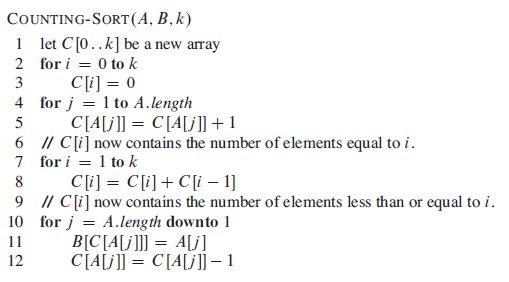 COUNTING-SORT(A, B, k)
1 let C[0..k] be a new array
2 for i = 0 to k
3 C[i] = 0
4 for j = 1 to A.length
5 C[A[j]] = C[A[j]] + 1
6 // C[i] now contains the number of elements equal to i.
7 for i = 1 to k
8 C[i] = C[i] + C[i − 1]
9 // C[i] now contains the number of elements less than or equal to i.
10 for j = A.length downto 1
11 B[C[A[j]]] = A[j]
12 C[A[j]] = C[A[j]] − 1